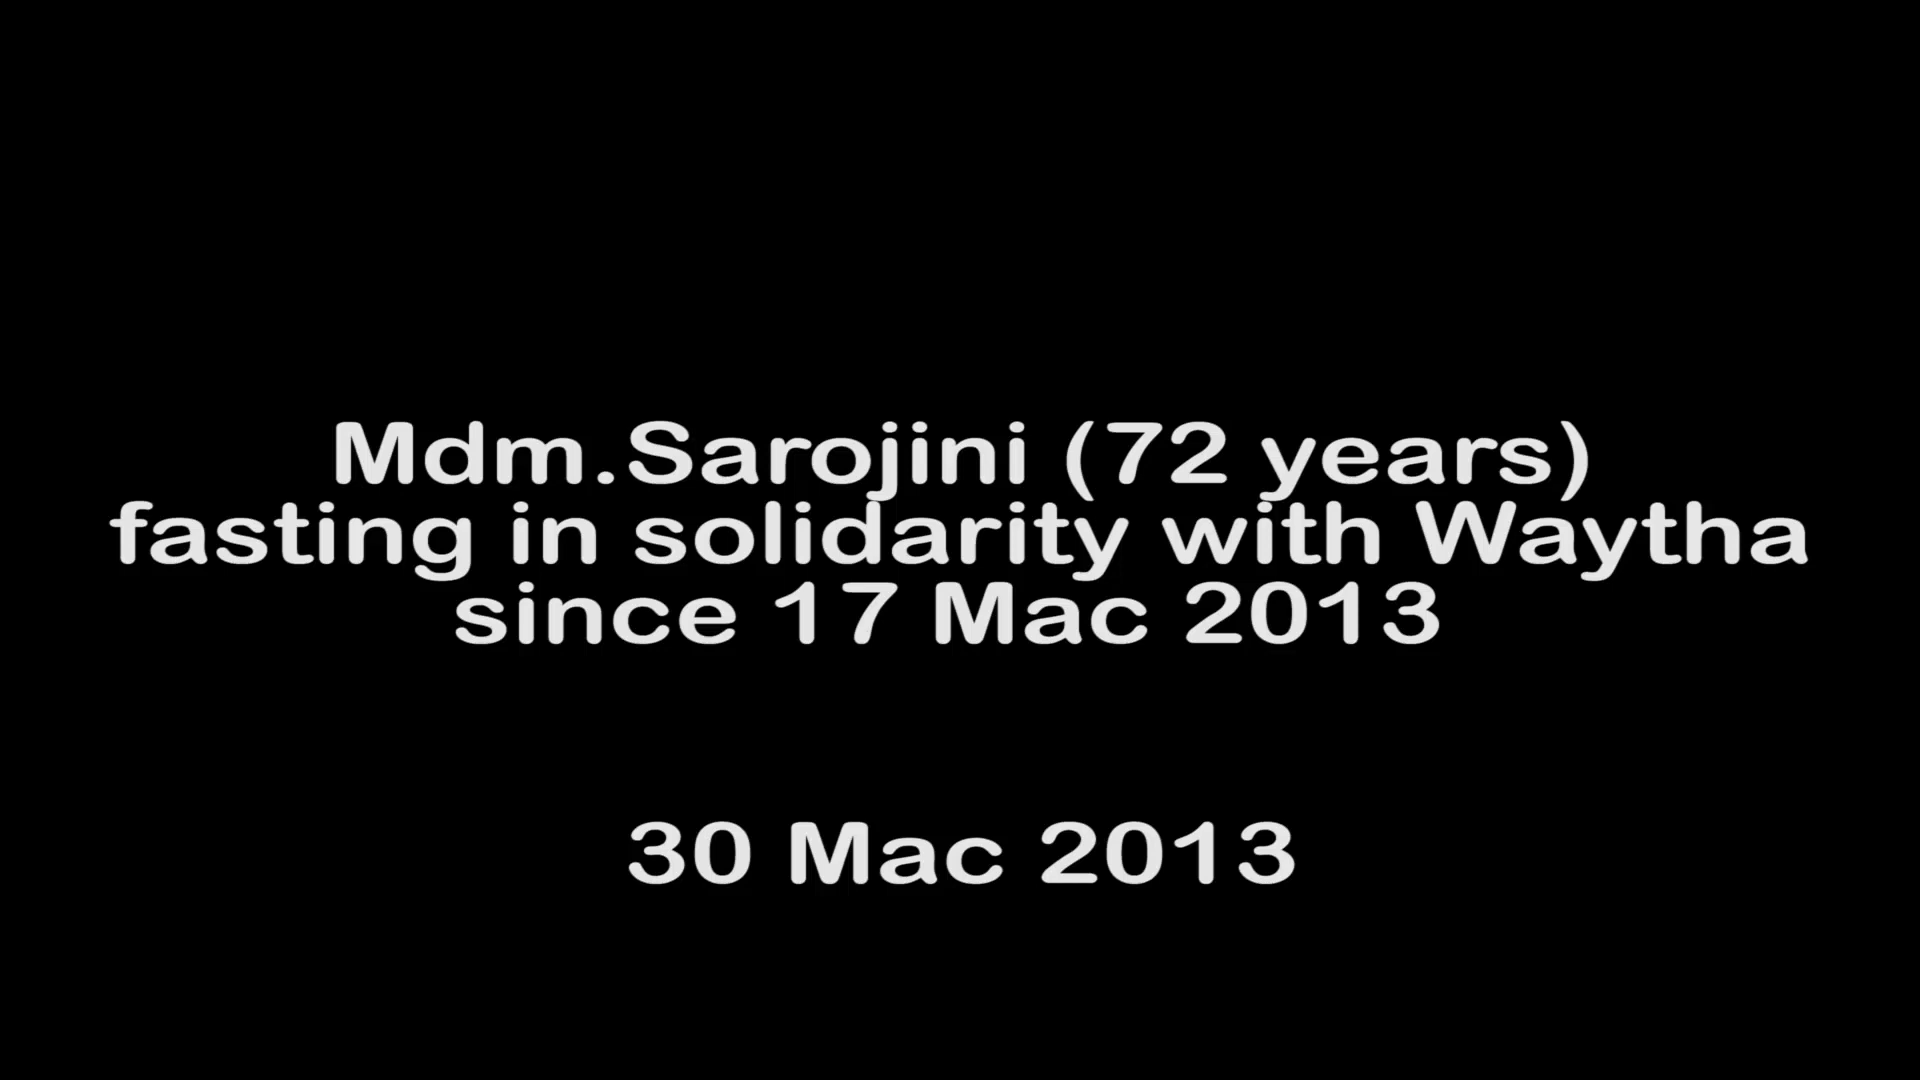 Mdm.Sarojini (72 years)
fasting in solidarity with Waytha
since 17 Mac 2013
30 Mac 2013